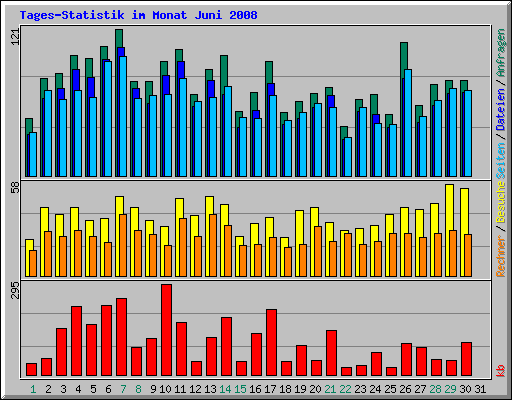 Tages-Statistik im Monat Juni 2008
121
58
295
Rechner / Besuche Seiten / Dateien / Anfragen
kb
1 2 3 4 5 6 7 8 9 10 11 12 13 14 15 16 17 18 19 20 21 22 23 24 25 26 27 28 29 30 31